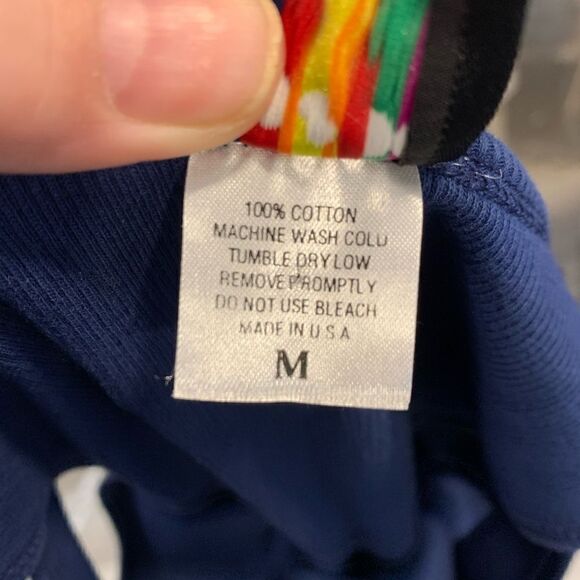 100% COTTON
MACHINE WASH COLD
TUMBLE DRY LOW
REMOVE PROMPTLY
DO NOT USE BLEACH
MADE IN U S A
M